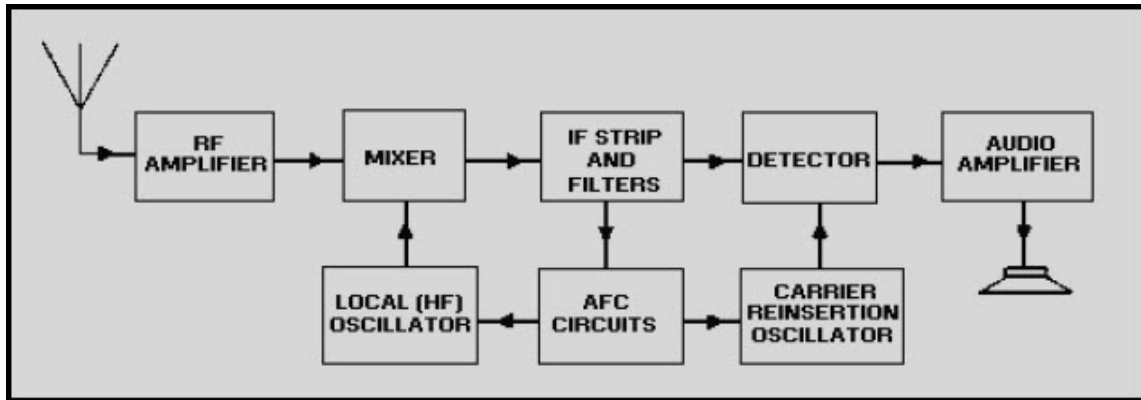 RF
AMPLIFIER
MIXER
IF STRIP
AND
FILTERS
DETECTOR
AUDIO
AMPLIFIER
LOCAL (HF)
OSCILLATOR
AFC
CIRCUITS
CARRIER
REINSERTION
OSCILLATOR